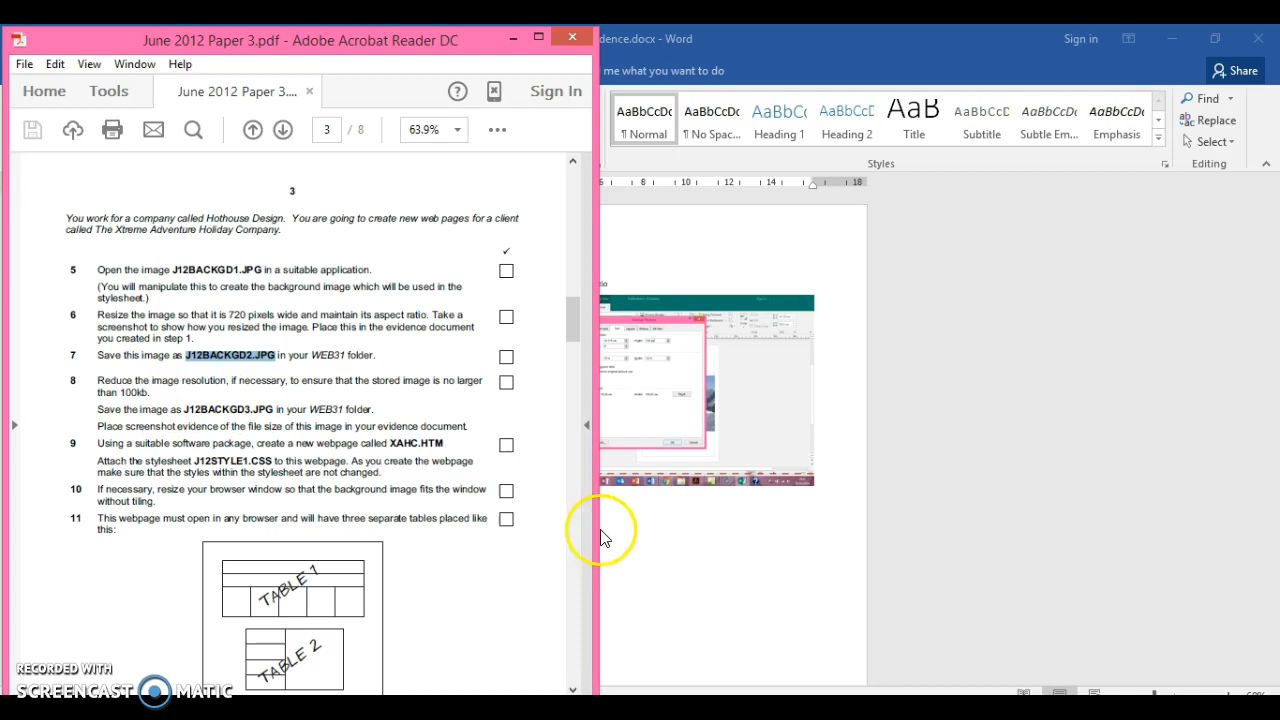 June 2012 Paper 3.pdf - Adobe Acrobat Reader DC
dence.docx - Word
Sign in
File Edit View Window Help
me what you want to do
Share
Home Tools June 2012 Paper 3.... × Sign In
3 / 8 63.9%
AaBbCcDc AaBbCcDc AaBbCc AaBbCcE AaB AaBbCcD AaBbCcDc AaBbCcDc
¶ Normal ¶ No Spac... Heading 1 Heading 2 Title Subtitle Subtle Em... Emphasis
Find
Replace
Select
Styles
Editing
6 8 10 12 14 18
3
You work for a company called Hothouse Design. You are going to create new web pages for a client
called The Xtreme Adventure Holiday Company.
✓
5 Open the image J12BACKGD1.JPG in a suitable application.
(You will manipulate this to create the background image which will be used in the
stylesheet.)
6 Resize the image so that it is 720 pixels wide and maintain its aspect ratio. Take a
screenshot to show how you resized the image. Place this in the evidence document
you created in step 1.
7 Save this image as J12BACKGD2.JPG in your WEB31 folder.
8 Reduce the image resolution, if necessary, to ensure that the stored image is no larger
than 100kb.
Save the image as J12BACKGD3.JPG in your WEB31 folder.
Place screenshot evidence of the file size of this image in your evidence document.
9 Using a suitable software package, create a new webpage called XAHC.HTM
Attach the stylesheet J12STYLE1.CSS to this webpage. As you create the webpage
make sure that the styles within the stylesheet are not changed.
10 If necessary, resize your browser window so that the background image fits the window
without tiling.
11 This webpage must open in any browser and will have three separate tables placed like
this:
TABLE 1
TABLE 2
tio
RECORDED WITH
SCREENCAST MATIC